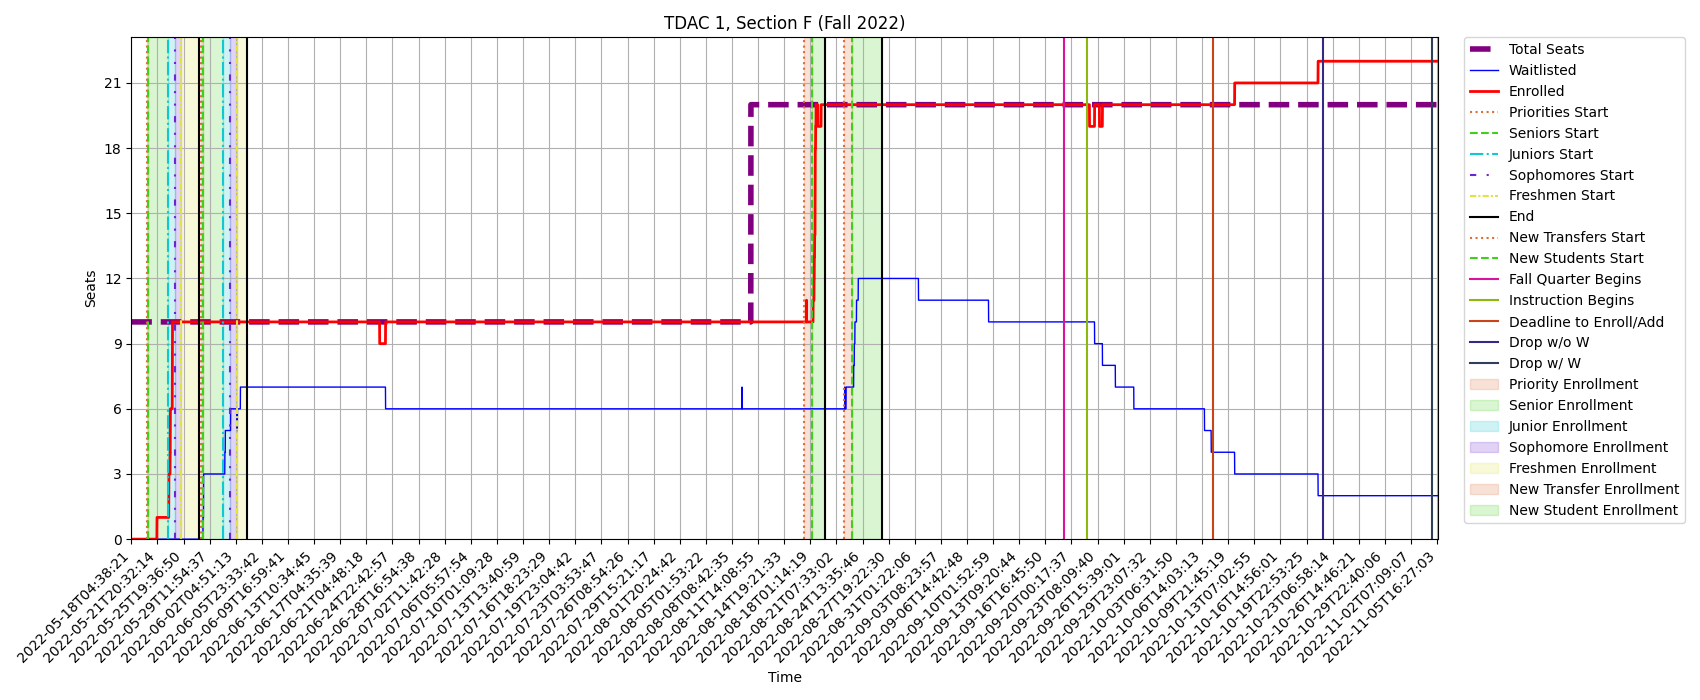 TDAC 1, Section F (Fall 2022)
Seats
21
18
15
12
9
6
3
0
2022-05-18T04:38:21
2022-05-21T20:32:14
2022-05-25T19:36:50
2022-05-29T11:54:37
2022-06-02T04:51:13
2022-06-05T23:33:42
2022-06-09T16:59:41
2022-06-13T10:34:45
2022-06-17T04:35:39
2022-06-21T04:48:18
2022-06-24T22:42:57
2022-06-28T16:54:38
2022-07-02T11:42:28
2022-07-06T05:57:54
2022-07-10T01:09:28
2022-07-13T13:40:59
2022-07-16T18:23:29
2022-07-19T23:04:42
2022-07-23T03:53:47
2022-07-26T08:54:26
2022-07-29T15:21:17
2022-08-01T20:24:42
2022-08-05T01:53:22
2022-08-08T08:42:35
2022-08-11T14:08:55
2022-08-14T19:21:33
2022-08-18T01:14:19
2022-08-21T07:33:02
2022-08-24T13:35:46
2022-08-27T19:22:30
2022-08-31T01:22:06
2022-09-03T08:23:57
2022-09-06T14:42:48
2022-09-10T01:52:59
2022-09-13T09:20:44
2022-09-16T16:45:50
2022-09-20T00:17:37
2022-09-23T08:09:40
2022-09-26T15:39:01
2022-09-29T23:07:32
2022-10-03T06:31:50
2022-10-06T14:03:13
2022-10-09T21:45:19
2022-10-13T07:02:55
2022-10-16T14:56:01
2022-10-19T22:53:25
2022-10-23T06:58:14
2022-10-26T14:46:21
2022-10-29T22:40:06
2022-11-02T07:09:07
2022-11-05T16:27:03
Time
Total Seats
Waitlisted
Enrolled
Priorities Start
Seniors Start
Juniors Start
Sophomores Start
Freshmen Start
End
New Transfers Start
New Students Start
Fall Quarter Begins
Instruction Begins
Deadline to Enroll/Add
Drop w/o W
Drop w/ W
Priority Enrollment
Senior Enrollment
Junior Enrollment
Sophomore Enrollment
Freshmen Enrollment
New Transfer Enrollment
New Student Enrollment